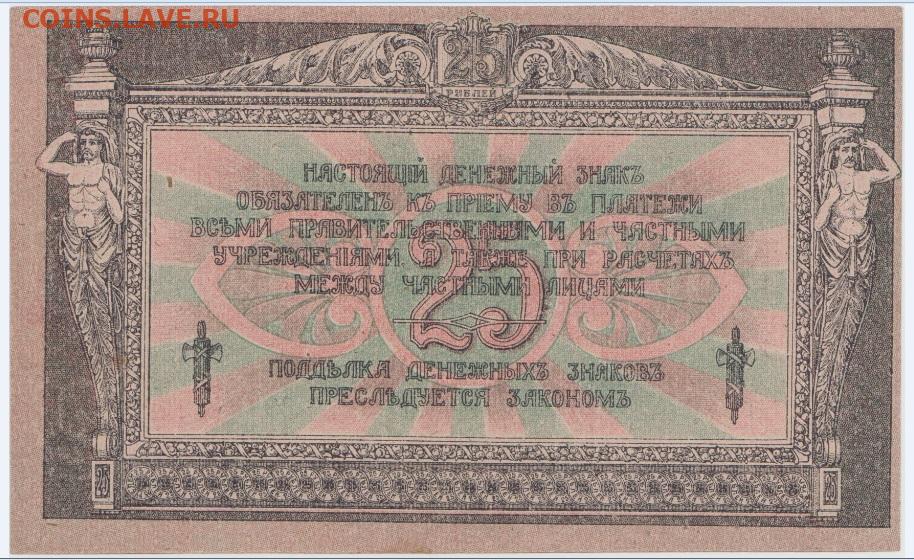 COINS.LAVE.RU
25
РУБЛЕЙ
НАСТОЯЩІЙ ДЕНЕЖНЫЙ ЗНАКЪ
ОБЯЗАТЕЛЕНЪ КЪ ПРІЕМУ ВЪ ПЛАТЕЖИ
ВСѢМИ ПРАВИТЕЛЬСТВЕННЫМИ И ЧАСТНЫМИ
УЧРЕЖДЕНІЯМИ, А ТАКЖЕ ПРИ РАСЧЕТАХЪ
МЕЖДУ ЧАСТНЫМИ ЛИЦАМИ
25
ПОДДѢЛКА ДЕНЕЖНЫХЪ ЗНАКОВЪ
ПРЕСЛѢДУЕТСЯ ЗАКОНОМЪ
25 25